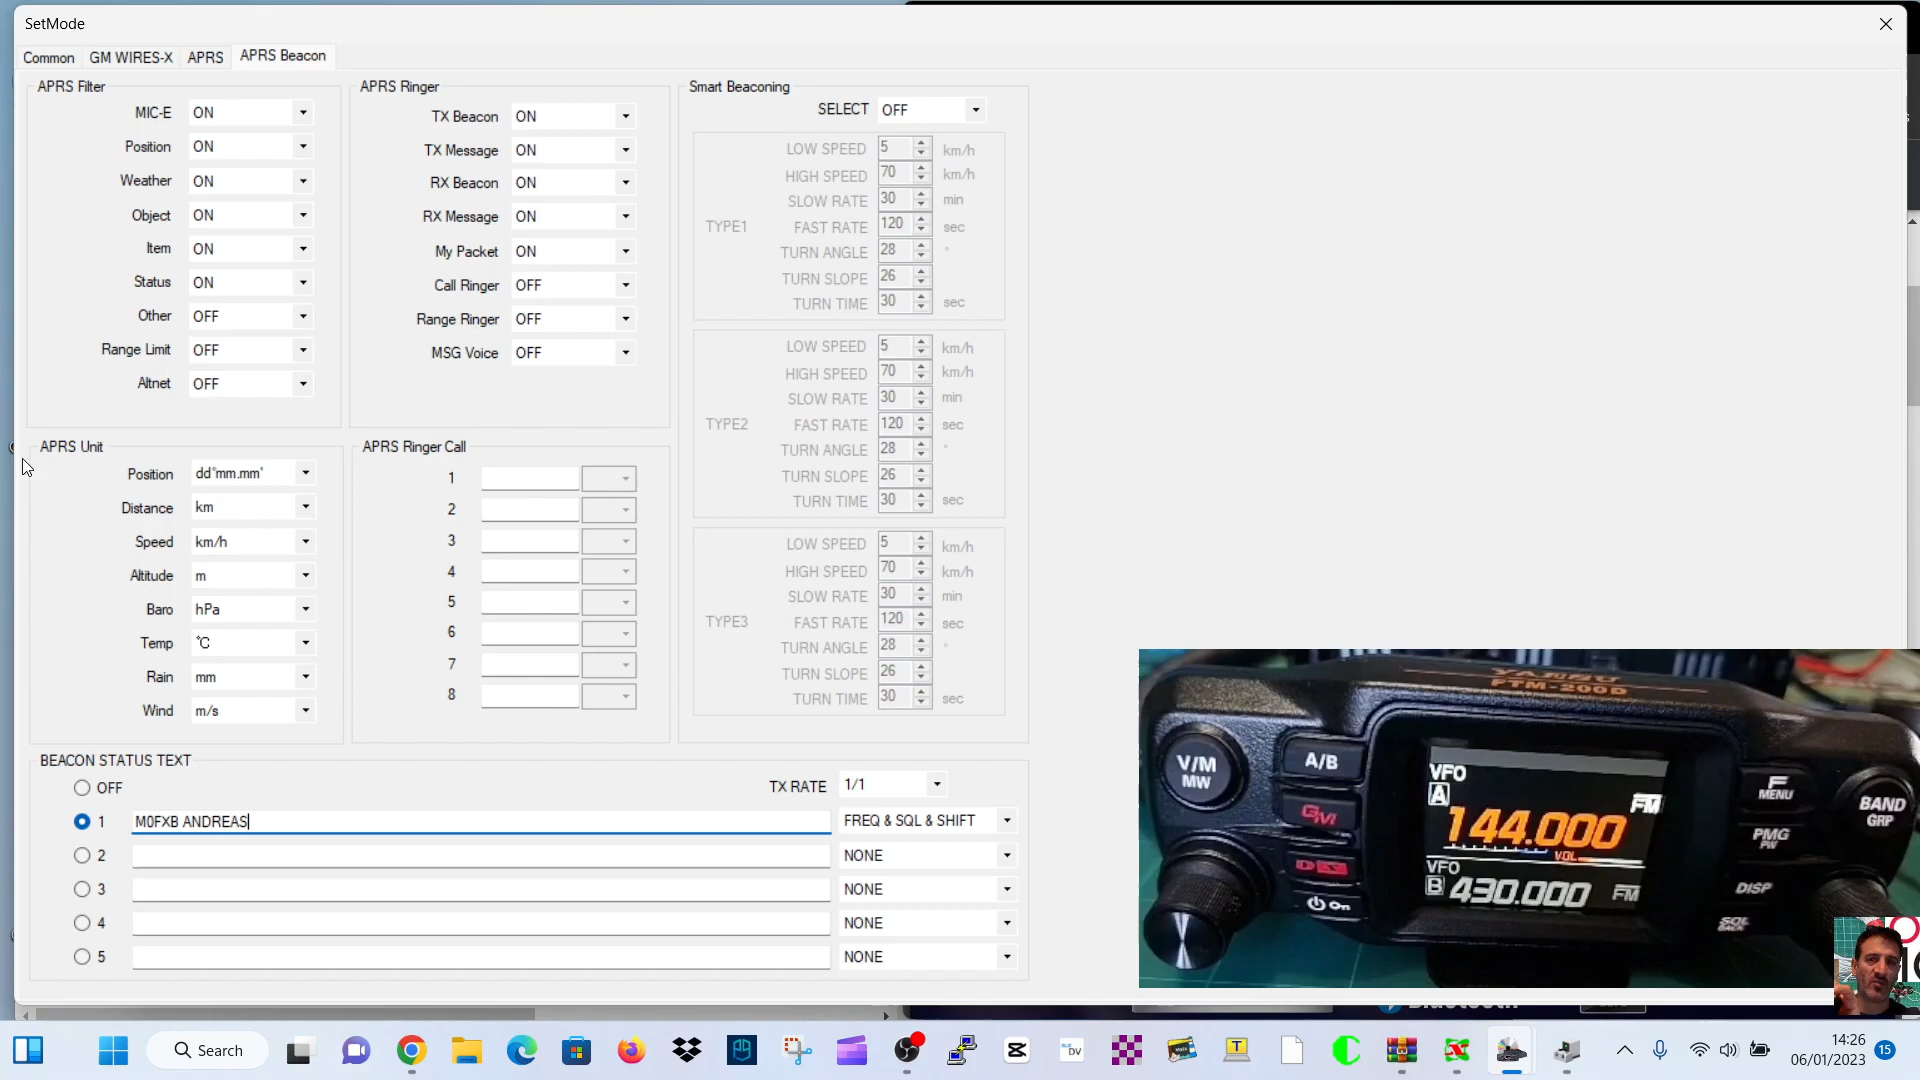 SetMode
Common GM WIRES-X APRS APRS Beacon
APRS Filter
MIC-E ON
Position ON
Weather ON
Object ON
Item ON
Status ON
Other OFF
Range Limit OFF
Altnet OFF
APRS Ringer
TX Beacon ON
TX Message ON
RX Beacon ON
RX Message ON
My Packet ON
Call Ringer OFF
Range Ringer OFF
MSG Voice OFF
Smart Beaconing
SELECT OFF
TYPE1
LOW SPEED 5 km/h
HIGH SPEED 70 km/h
SLOW RATE 30 min
FAST RATE 120 sec
TURN ANGLE 28 °
TURN SLOPE 26
TURN TIME 30 sec
TYPE2
LOW SPEED 5 km/h
HIGH SPEED 70 km/h
SLOW RATE 30 min
FAST RATE 120 sec
TURN ANGLE 28 °
TURN SLOPE 26
TURN TIME 30 sec
TYPE3
LOW SPEED 5 km/h
HIGH SPEED 70 km/h
SLOW RATE 30 min
FAST RATE 120 sec
TURN ANGLE 28 °
TURN SLOPE 26
TURN TIME 30 sec
APRS Unit
Position dd°mm.mm'
Distance km
Speed km/h
Altitude m
Baro hPa
Temp °C
Rain mm
Wind m/s
APRS Ringer Call
1
2
3
4
5
6
7
8
BEACON STATUS TEXT
OFF
TX RATE 1/1
1 M0FXB ANDREAS FREQ & SQL & SHIFT
2 NONE
3 NONE
4 NONE
5 NONE
YAESU
FTM-200D
V/M
MW
A/B
GM
On
VFO
A
FM
144.000
VOL
VFO
B 430.000 FM
F
MENU
BAND
GRP
PMG
PW
DISP
SQL
BACK
Search
DV
T
14:26
06/01/2023
15